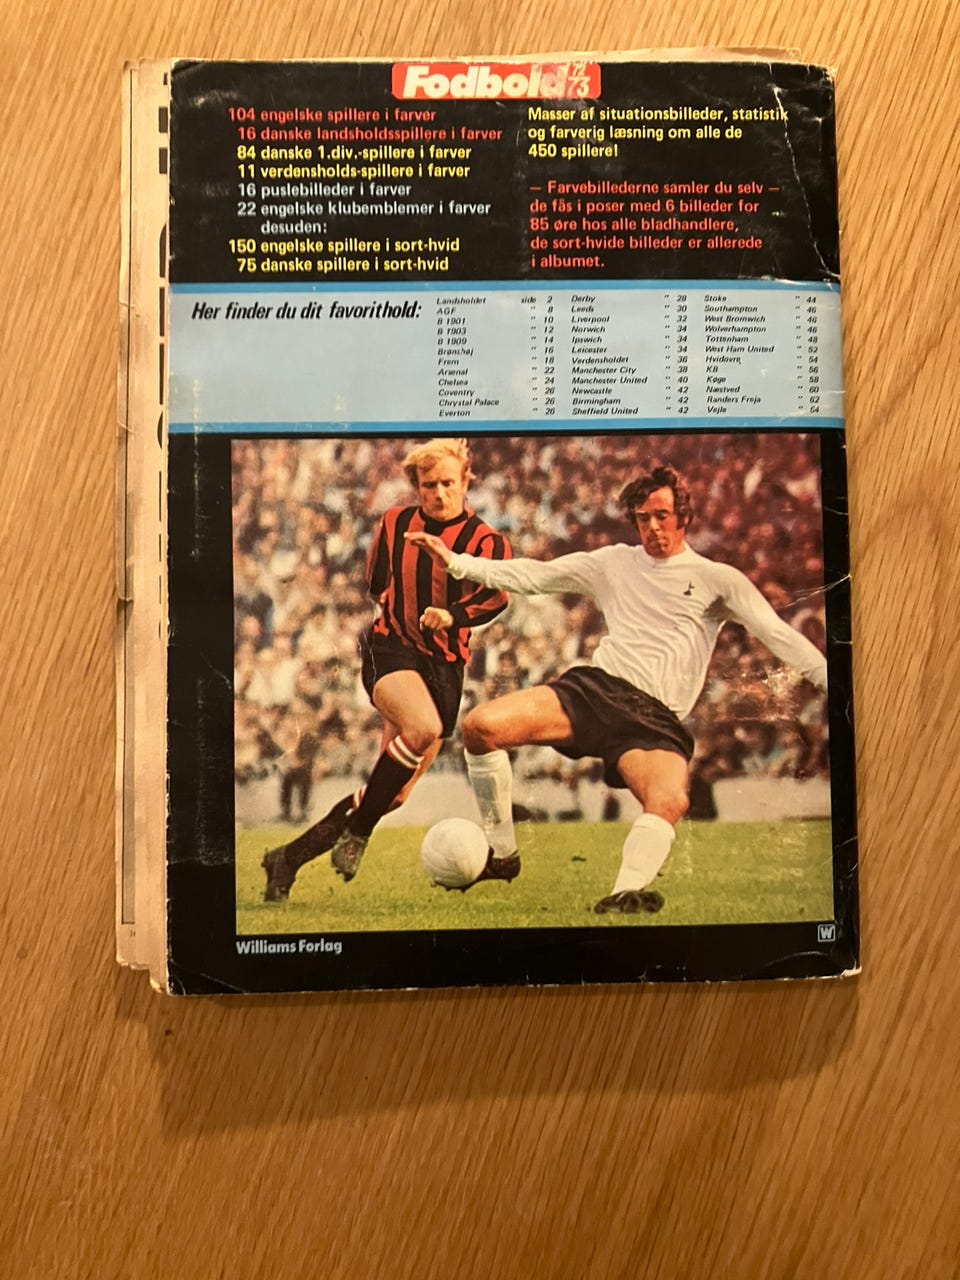 Fodbold 72 73
104 engelske spillere i farver
16 danske landsholdsspillere i farver
84 danske 1.div.-spillere i farver
11 verdensholds-spillere i farver
16 puslebilleder i farver
22 engelske klubemblemer i farver
desuden:
150 engelske spillere i sort-hvid
75 danske spillere i sort-hvid
Masser af situationsbilleder, statistik
og farverig læsning om alle de
450 spillere!
— Farvebillederne samler du selv —
de fås i poser med 6 billeder for
85 øre hos alle bladhandlere,
de sort-hvide billeder er allerede
i albumet.
Her finder du dit favorithold:
Landsholdet side 2
AGF " 8
B 1901 " 10
B 1903 " 12
B 1909 " 14
Brønshøj " 16
Frem " 18
Arsenal " 22
Chelsea " 24
Coventry " 26
Chrystal Palace " 26
Everton " 26
Derby " 28
Leeds " 30
Liverpool " 32
Norwich " 34
Ipswich " 34
Leicester " 34
Verdensholdet " 36
Manchester City " 38
Manchester United " 40
Newcastle " 42
Birmingham " 42
Sheffield United " 42
Stoke " 44
Southampton " 46
West Bromwich " 46
Wolverhampton " 46
Tottenham " 48
West Ham United " 52
Hvidovre " 54
KB " 56
Køge " 58
Næstved " 60
Randers Freja " 62
Vejle " 64
Williams Forlag
W